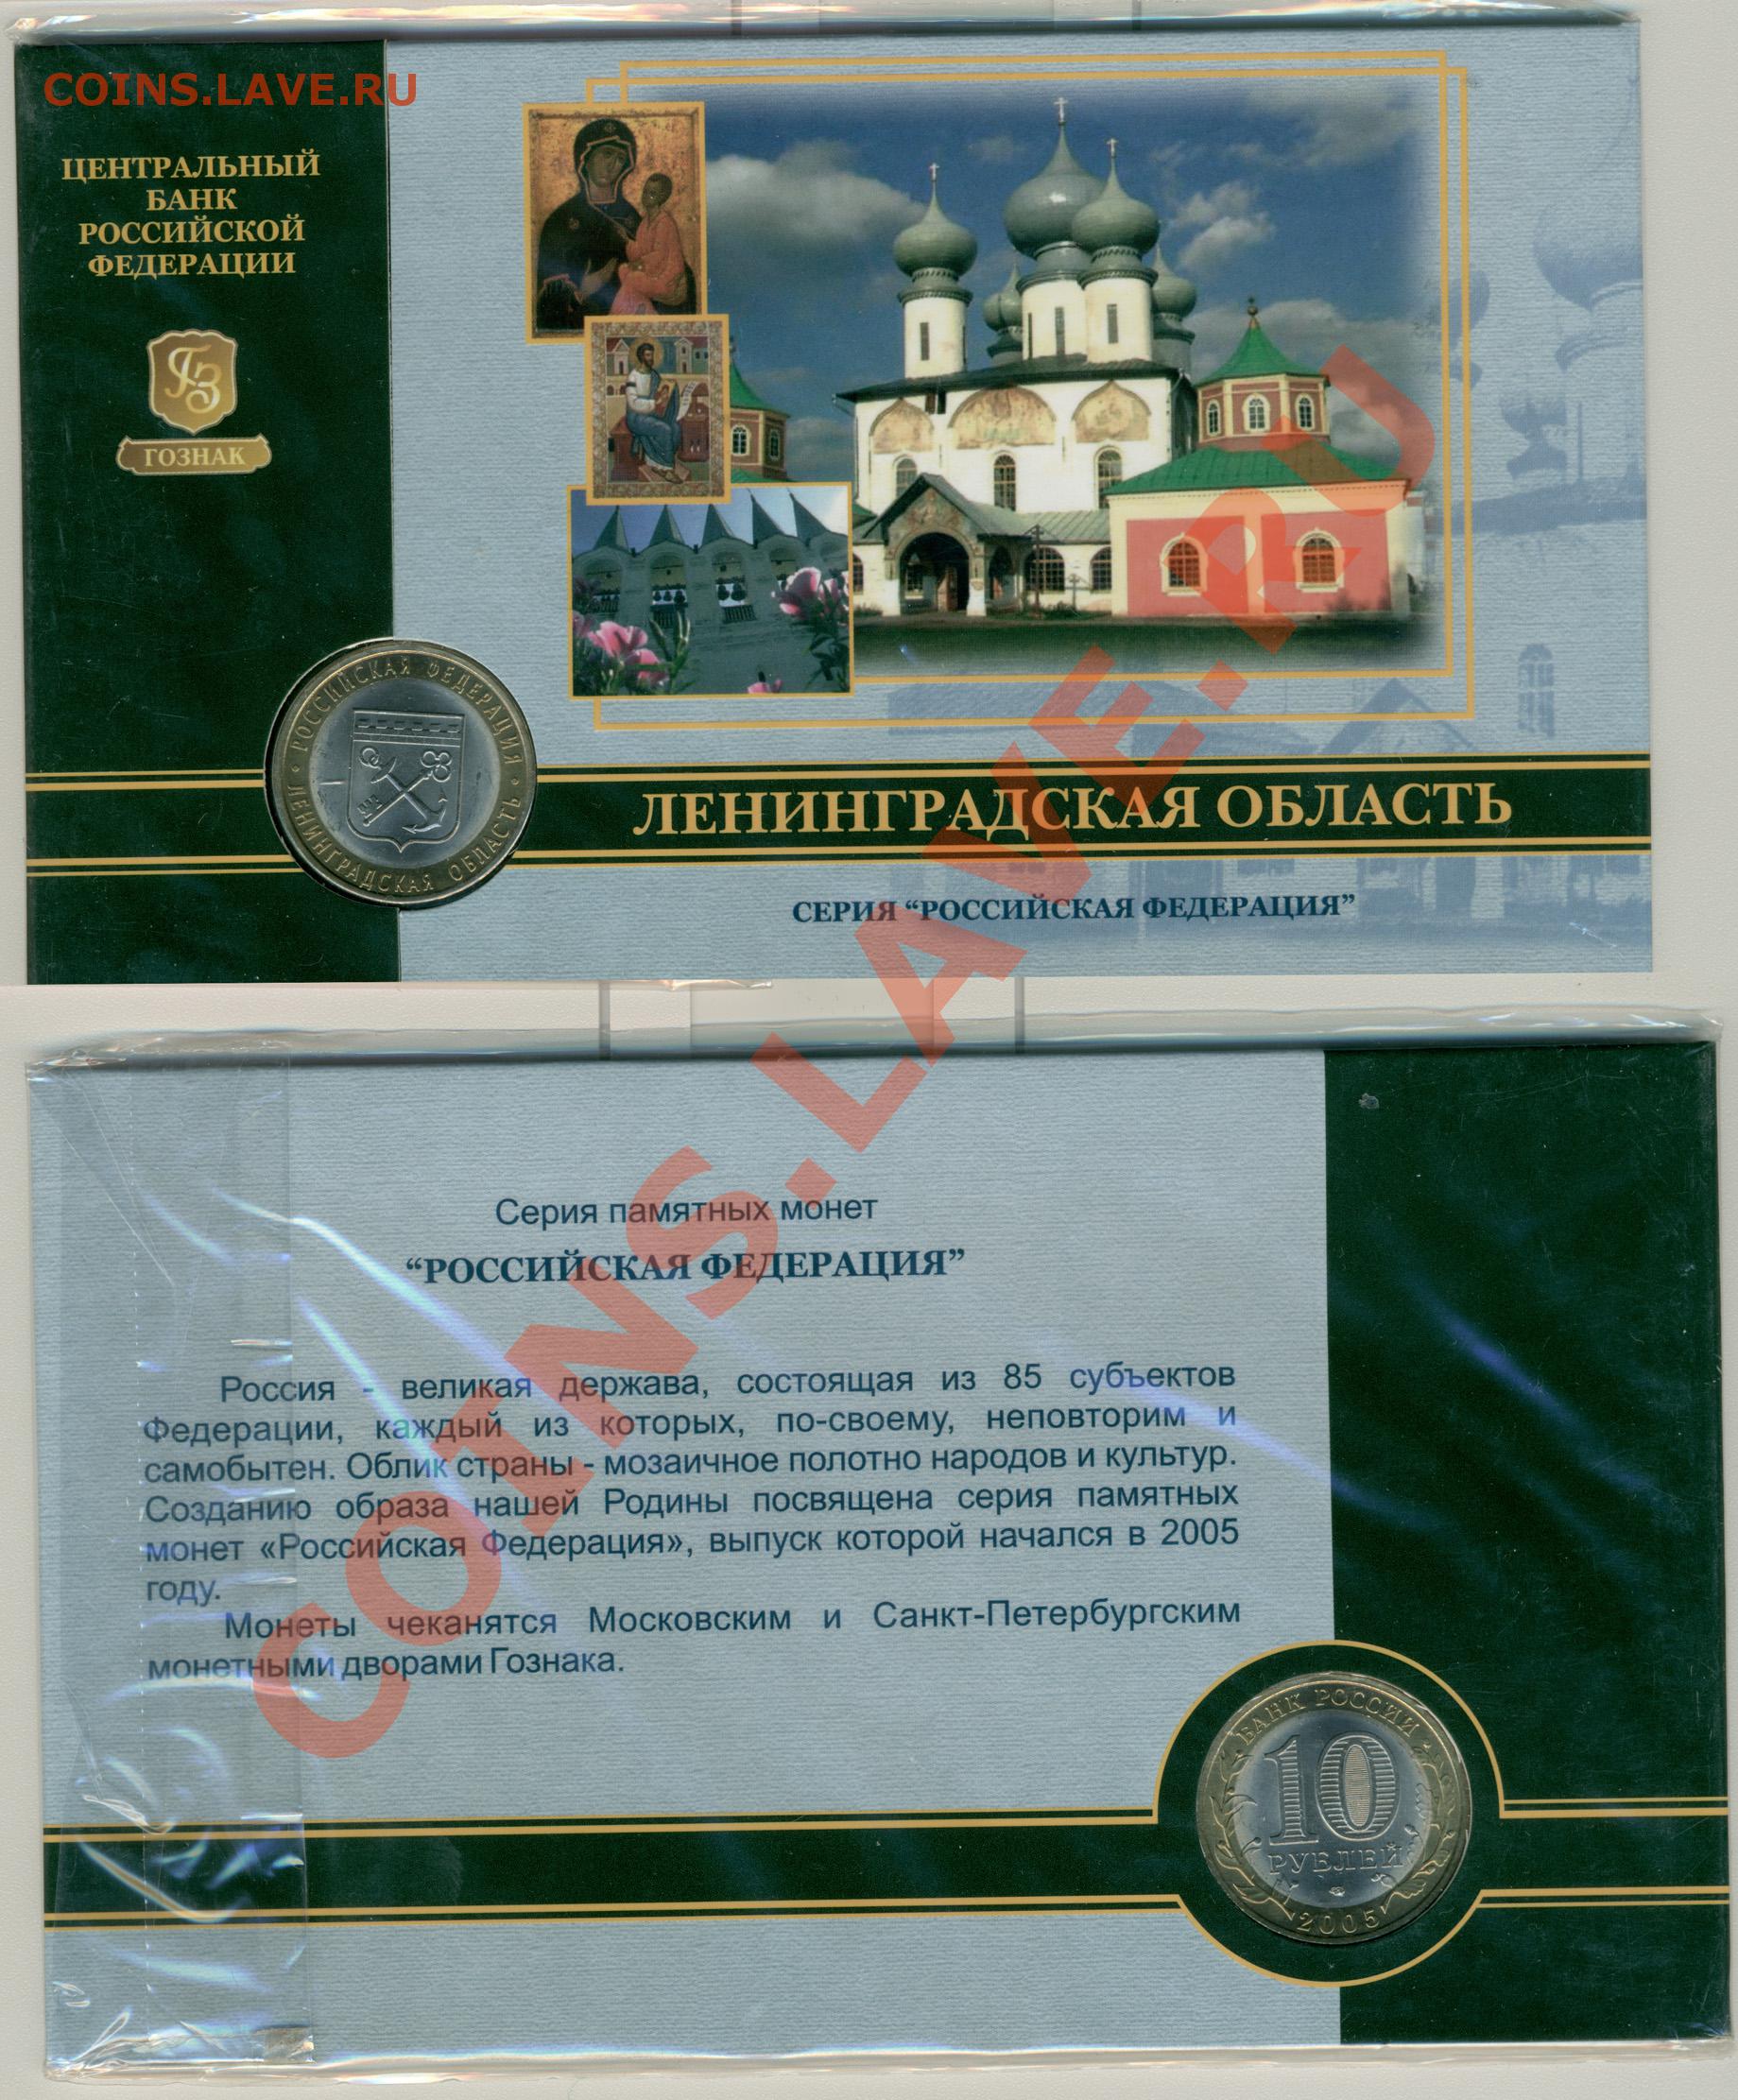 COINS.LAVE.RU
ЦЕНТРАЛЬНЫЙ
БАНК
РОССИЙСКОЙ
ФЕДЕРАЦИИ
ГЗ
ГОЗНАК
РОССИЙСКАЯ ФЕДЕРАЦИЯ
ЛЕНИНГРАДСКАЯ ОБЛАСТЬ
ЛЕНИНГРАДСКАЯ ОБЛАСТЬ
СЕРИЯ “РОССИЙСКАЯ ФЕДЕРАЦИЯ”
COINS.LAVE.RU
Серия памятных монет
“РОССИЙСКАЯ ФЕДЕРАЦИЯ”
Россия - великая держава, состоящая из 85 субъектов
Федерации, каждый из которых, по-своему, неповторим и
самобытен. Облик страны - мозаичное полотно народов и культур.
Созданию образа нашей Родины посвящена серия памятных
монет «Российская Федерация», выпуск которой начался в 2005
году.
Монеты чеканятся Московским и Санкт-Петербургским
монетными дворами Гознака.
БАНК РОССИИ
10
РУБЛЕЙ
2005